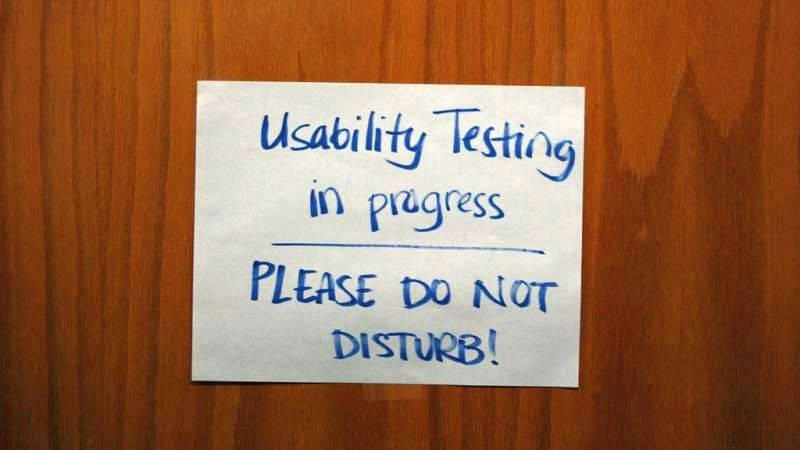 Usability Testing
in progress
PLEASE DO NOT
DISTURB!